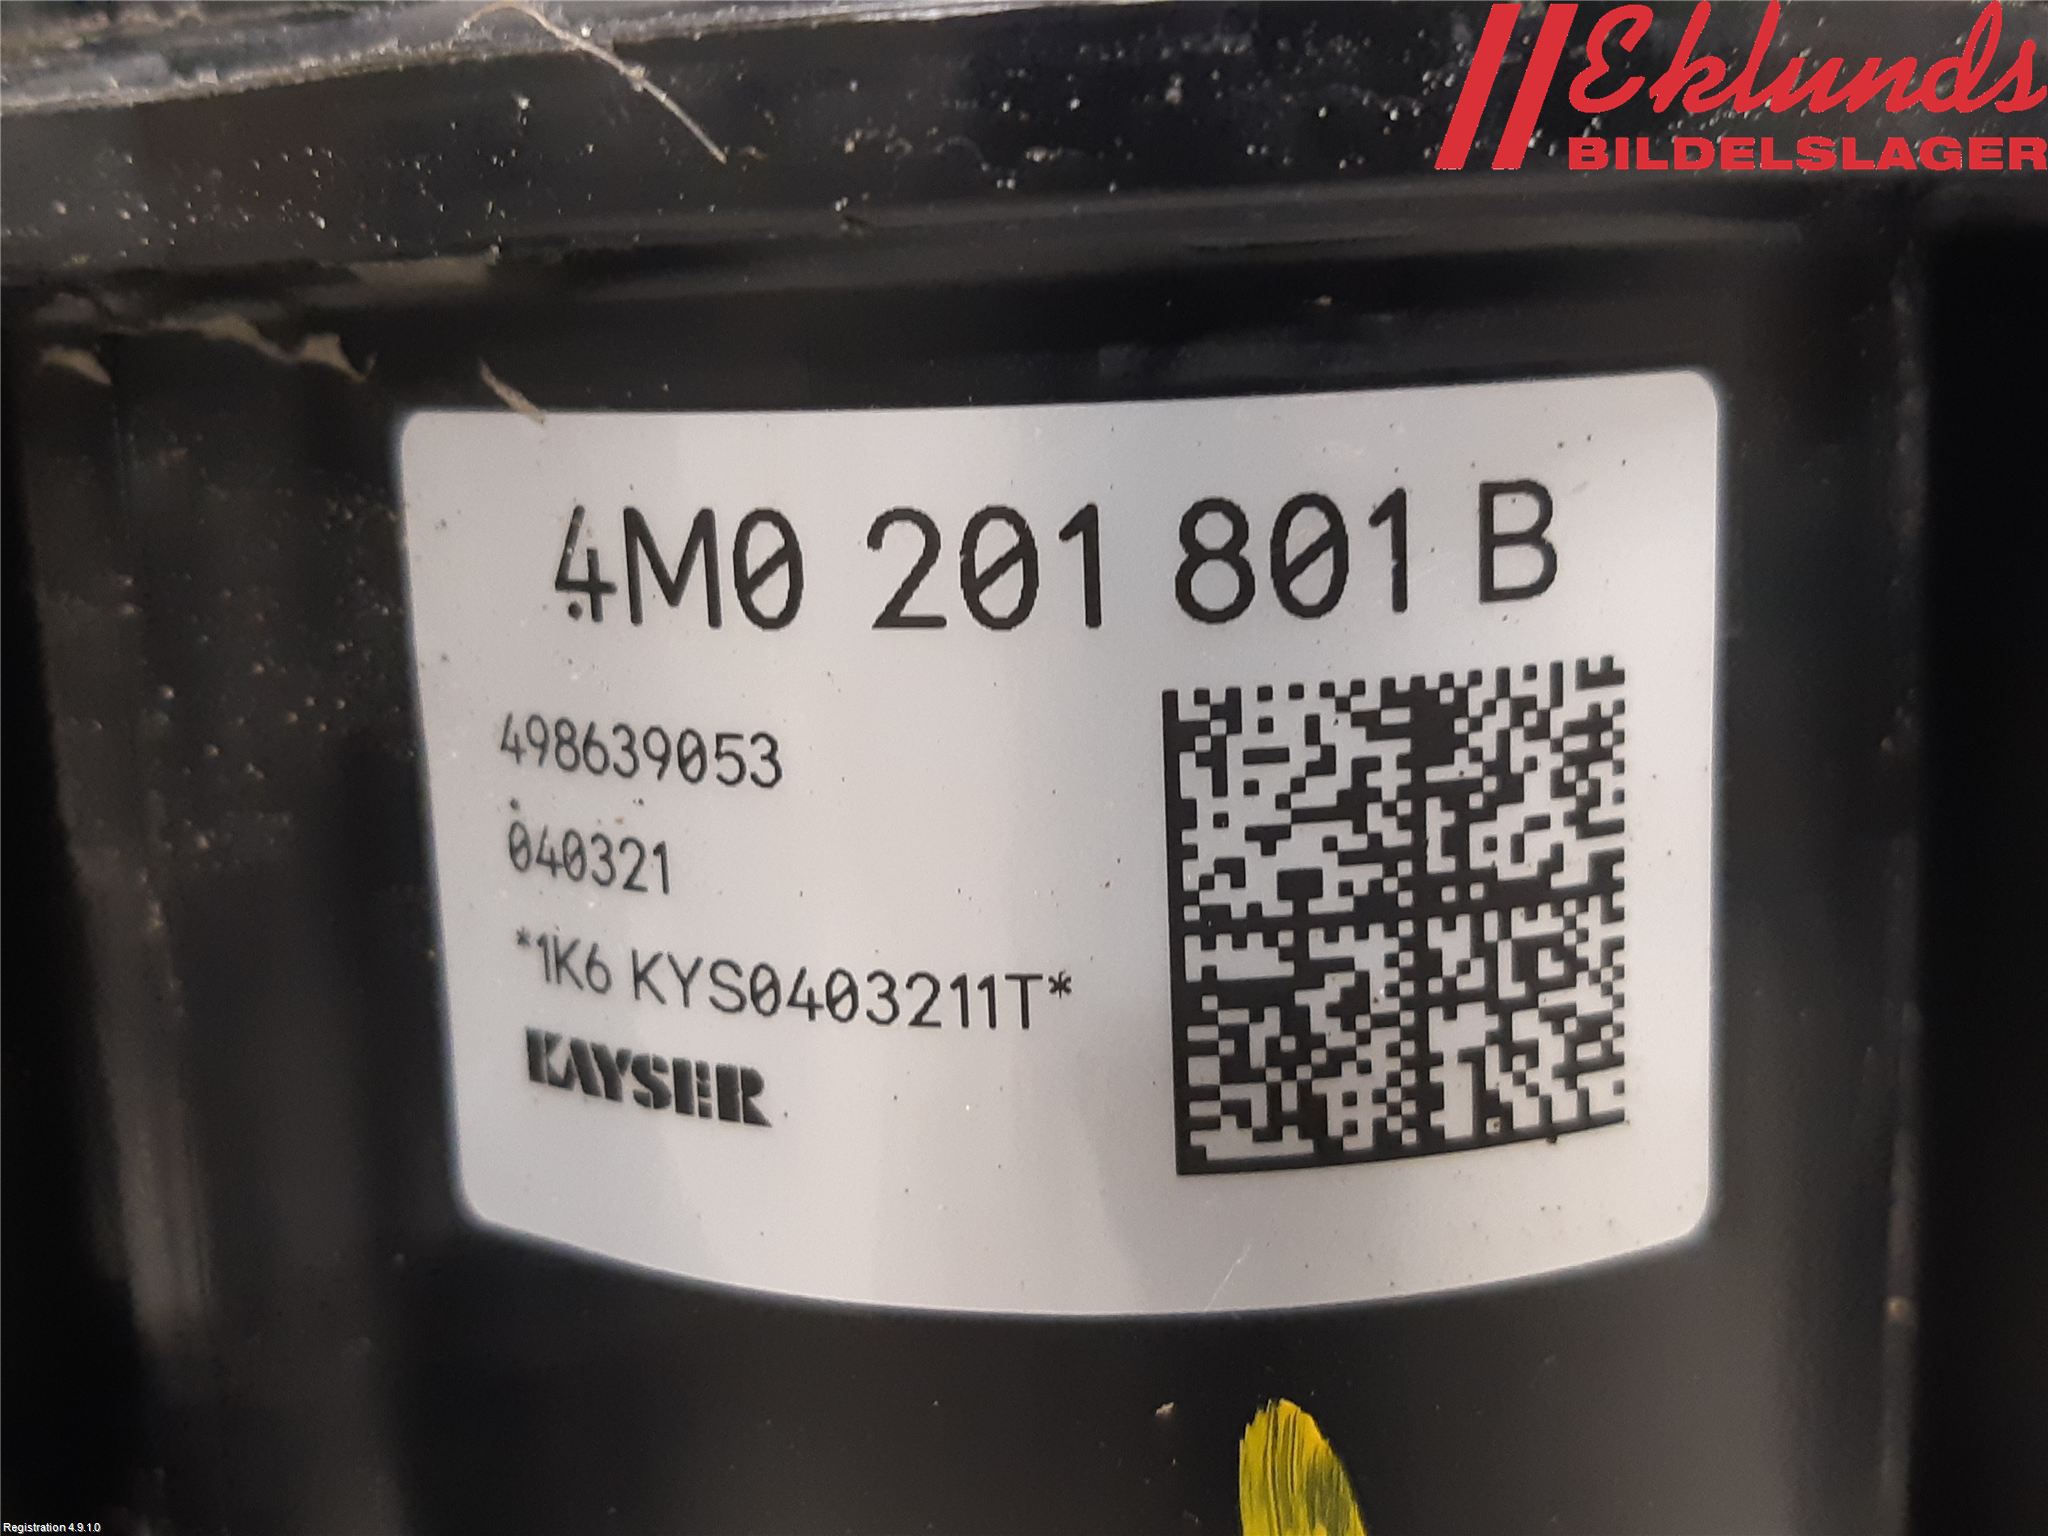 Eklunds
BILDELSLAGER
4M0 201 801 B
498639053
040321
*1K6 KYS0403211T*
KAYSER
Registration 4.9.1.0